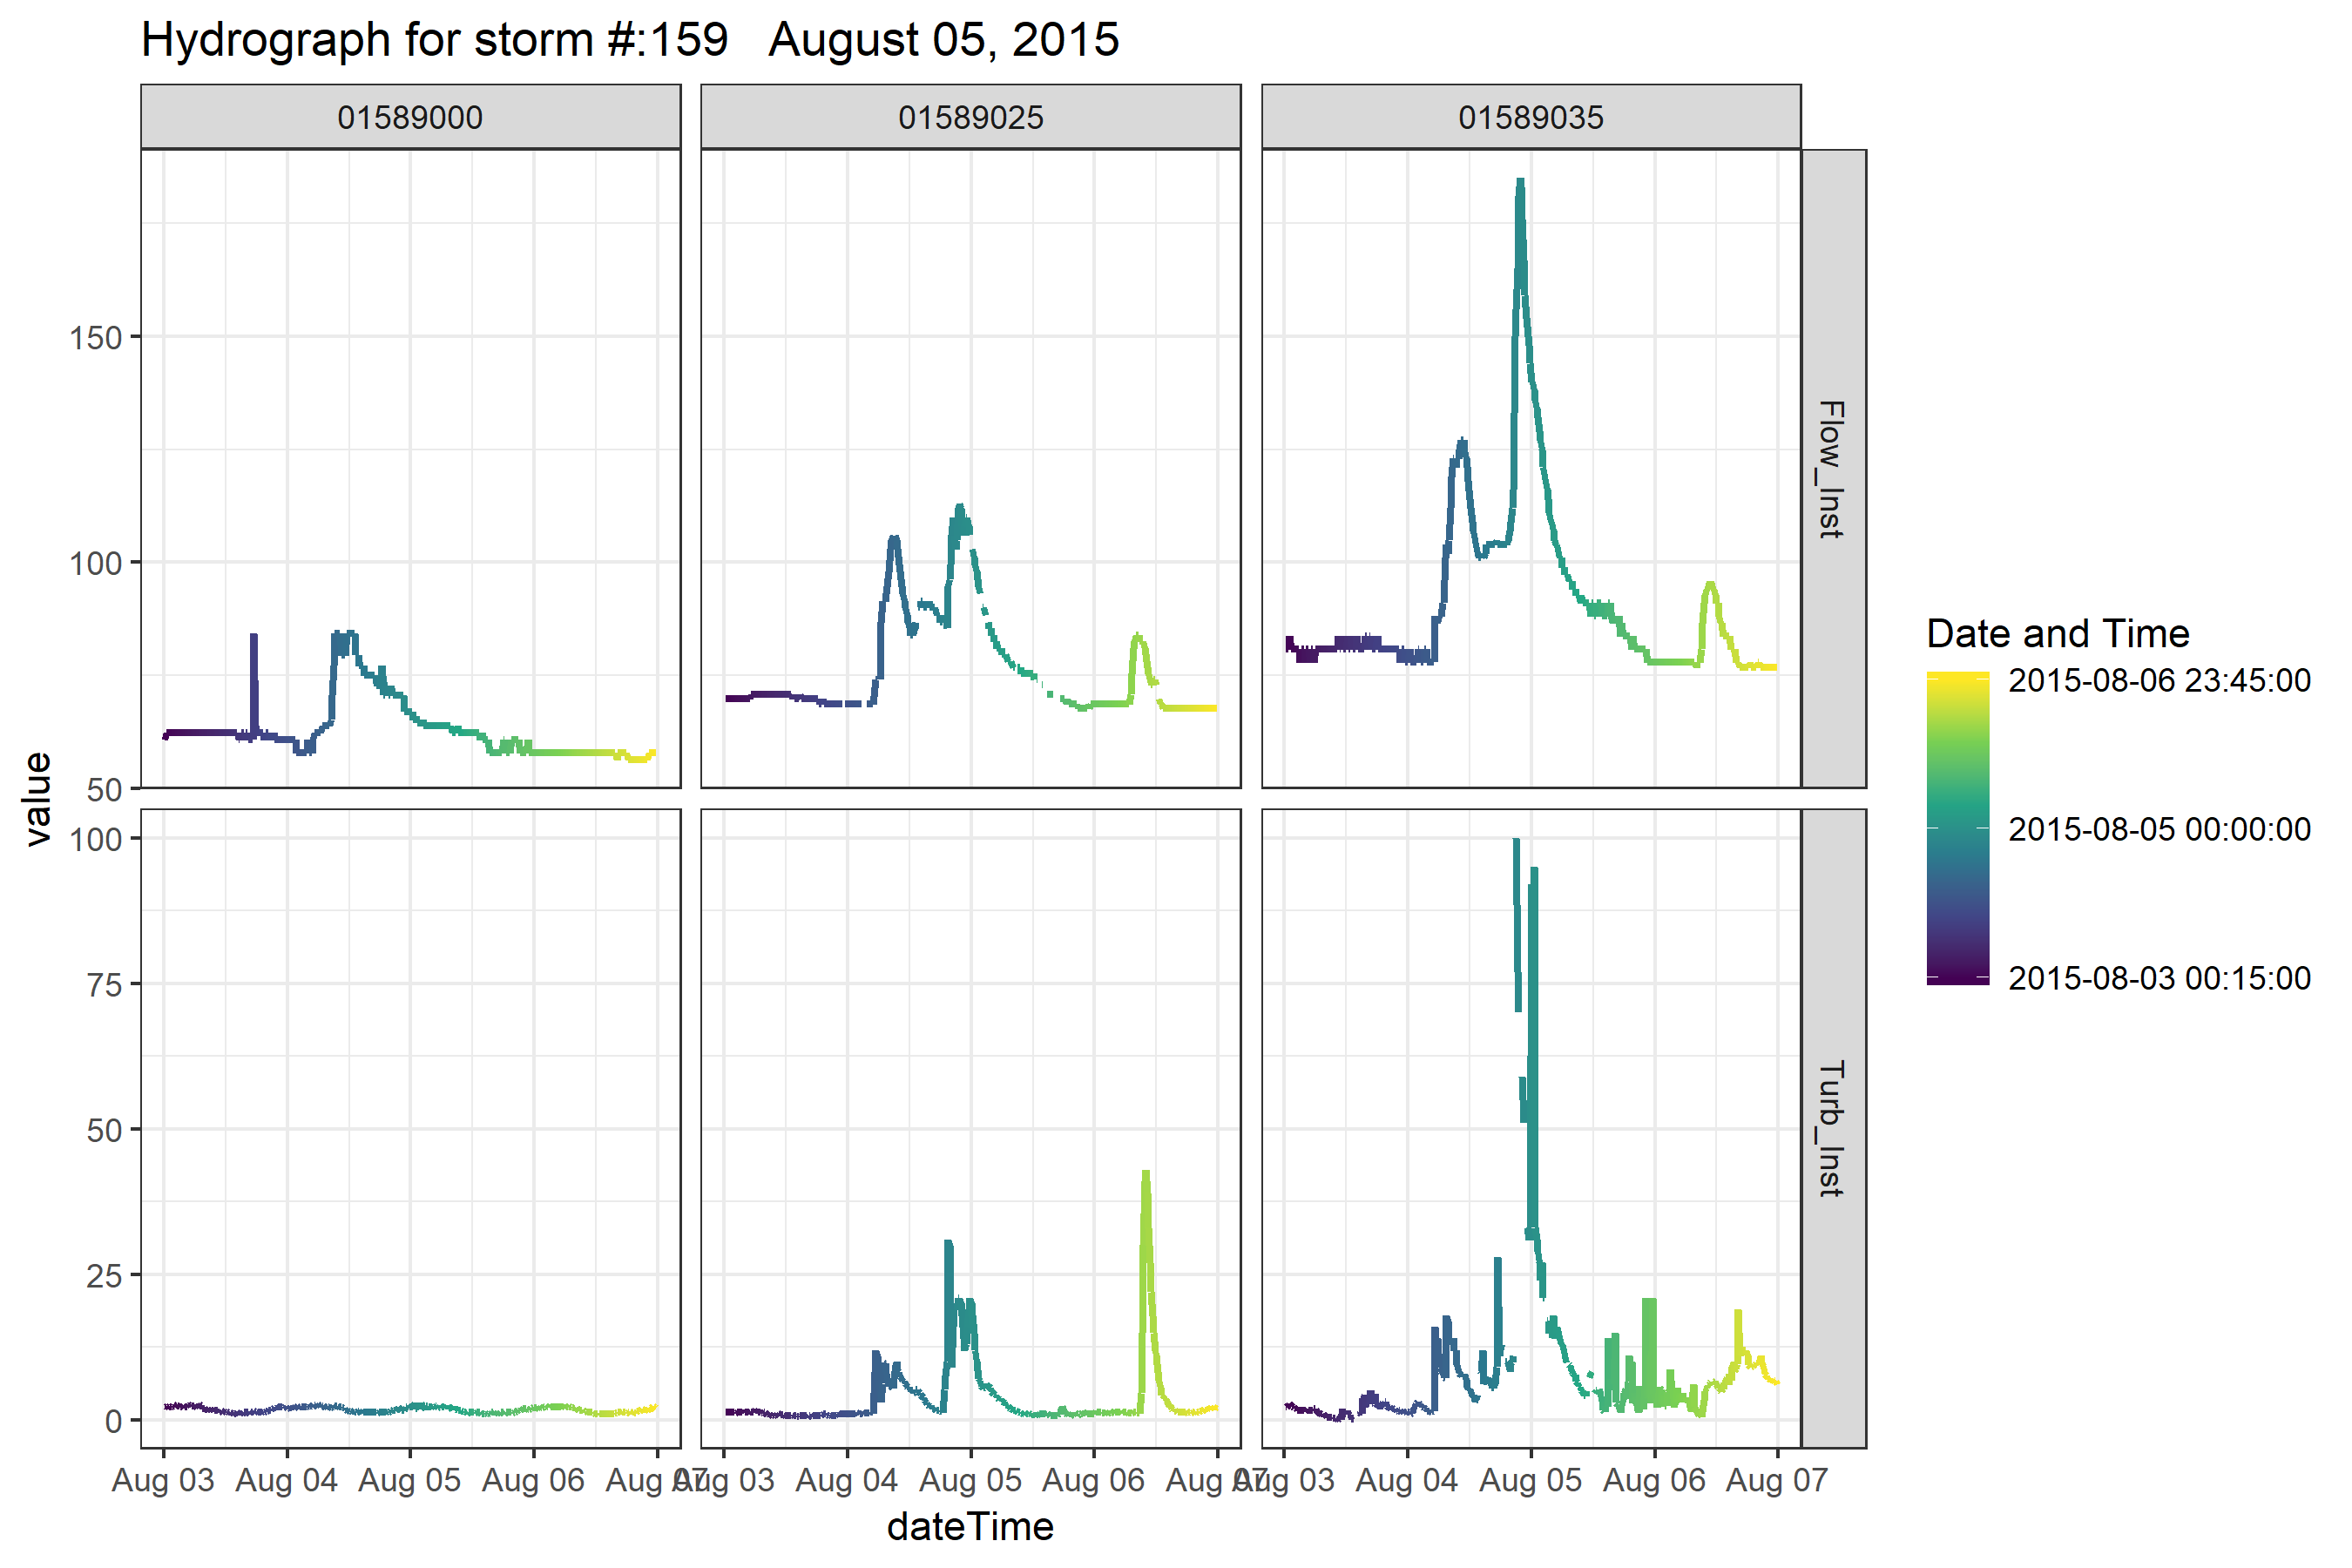 Hydrograph for storm #:159   August 05, 2015
01589000
01589025
01589035
150
100
50
Flow_Inst
value
100
75
50
25
0
Turb_Inst
Aug 03
Aug 04
Aug 05
Aug 06
Aug 07
Aug 03
Aug 04
Aug 05
Aug 06
Aug 07
Aug 03
Aug 04
Aug 05
Aug 06
Aug 07
dateTime
Date and Time
2015-08-06 23:45:00
2015-08-05 00:00:00
2015-08-03 00:15:00